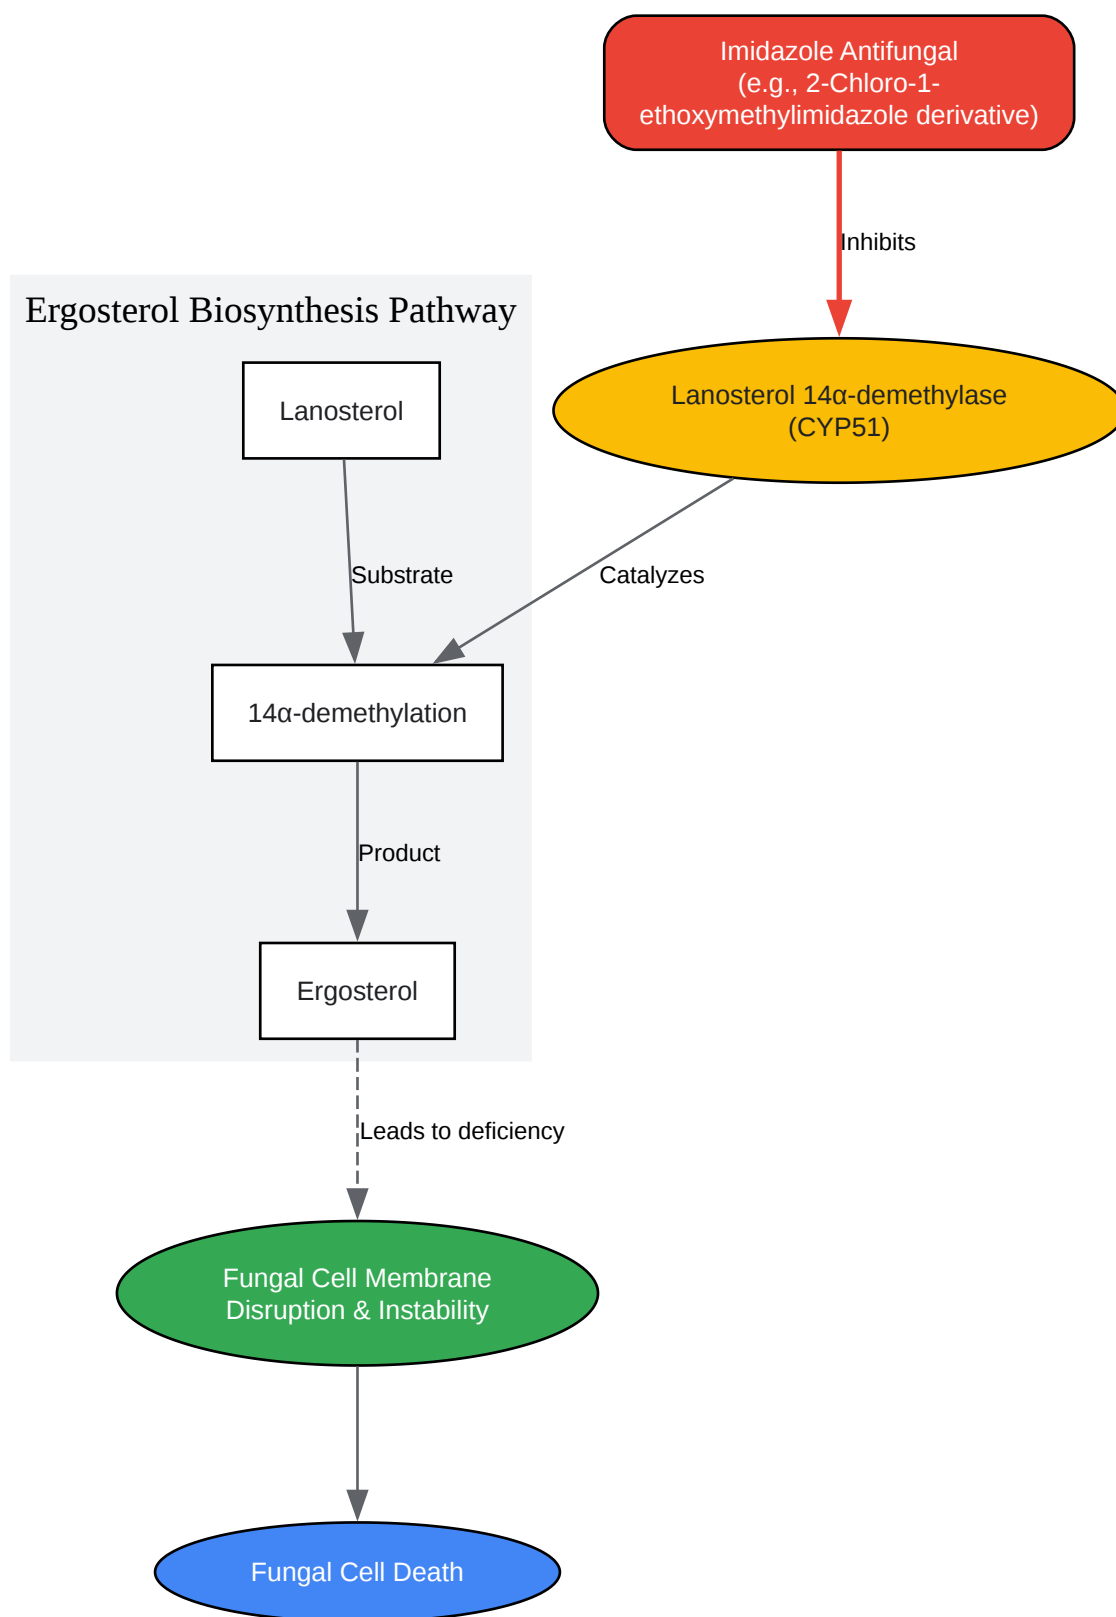 Imidazole Antifungal
(e.g., 2-Chloro-1-
ethoxymethylimidazole derivative)
Inhibits
Ergosterol Biosynthesis Pathway
Lanosterol
Lanosterol 14α-demethylase
(CYP51)
Substrate
Catalyzes
14α-demethylation
Product
Ergosterol
Leads to deficiency
Fungal Cell Membrane
Disruption & Instability
Fungal Cell Death